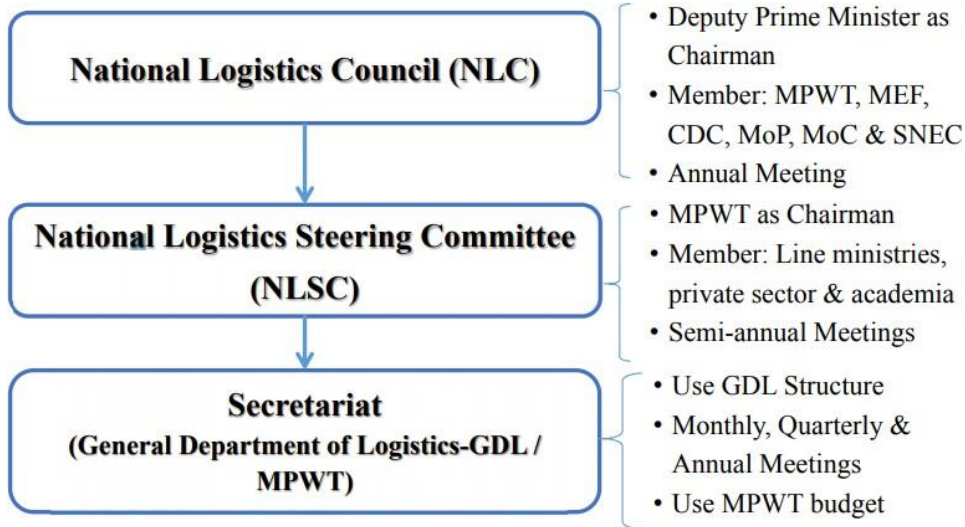 National Logistics Council (NLC)
• Deputy Prime Minister as
Chairman
• Member: MPWT, MEF,
CDC, MoP, MoC & SNEC
• Annual Meeting
National Logistics Steering Committee
(NLSC)
• MPWT as Chairman
• Member: Line ministries,
private sector & academia
• Semi-annual Meetings
Secretariat
(General Department of Logistics-GDL /
MPWT)
• Use GDL Structure
• Monthly, Quarterly &
Annual Meetings
• Use MPWT budget